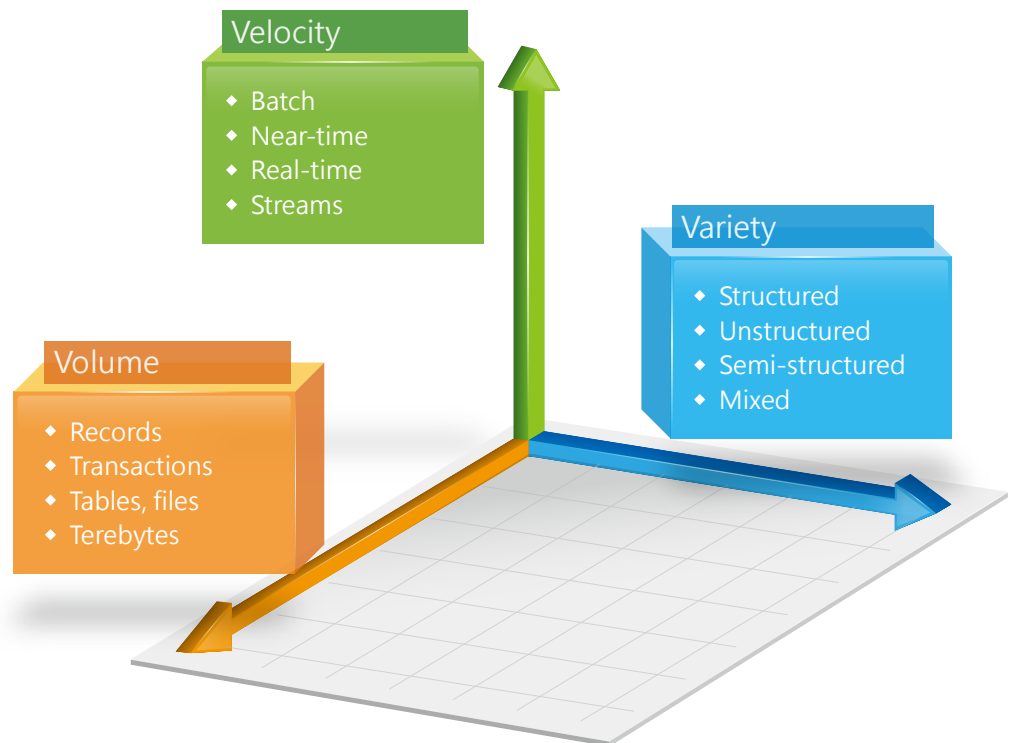 Velocity
Batch
Near-time
Real-time
Streams
Variety
Structured
Unstructured
Semi-structured
Mixed
Volume
Records
Transactions
Tables, files
Terebytes